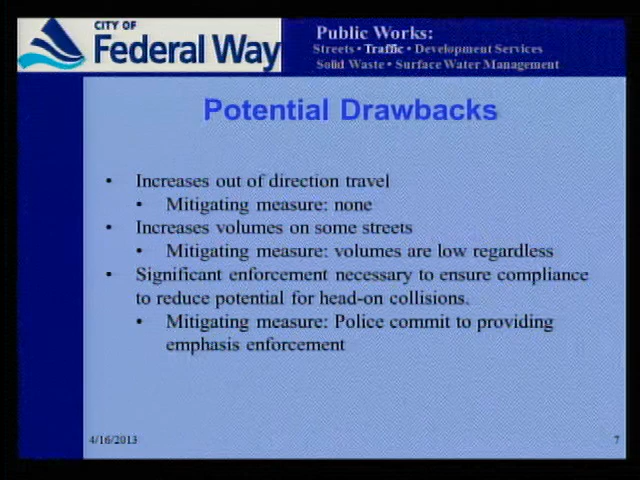 CITY OF
Federal Way
Public Works:
Streets • Traffic • Development Services
Solid Waste • Surface Water Management
Potential Drawbacks
• Increases out of direction travel
• Mitigating measure: none
• Increases volumes on some streets
• Mitigating measure: volumes are low regardless
• Significant enforcement necessary to ensure compliance
to reduce potential for head-on collisions.
• Mitigating measure: Police commit to providing
emphasis enforcement
4/16/2013
7